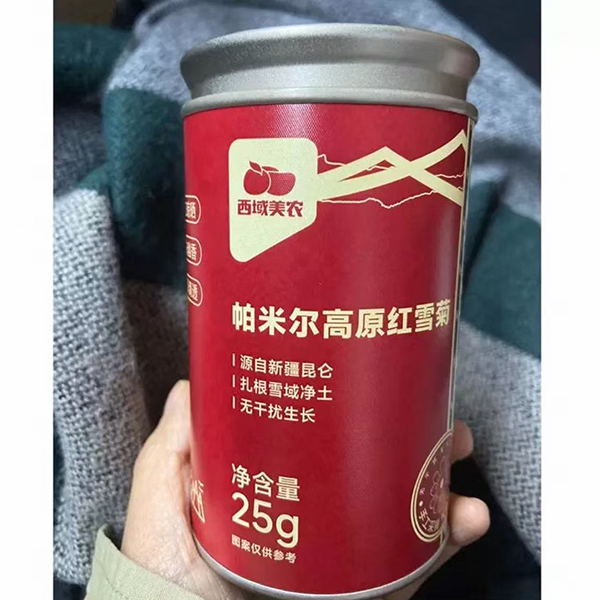 西域美农
帕米尔高原红雪菊
源自新疆昆仑
扎根雪域净土
无干扰生长
净含量
25g
图案仅供参考